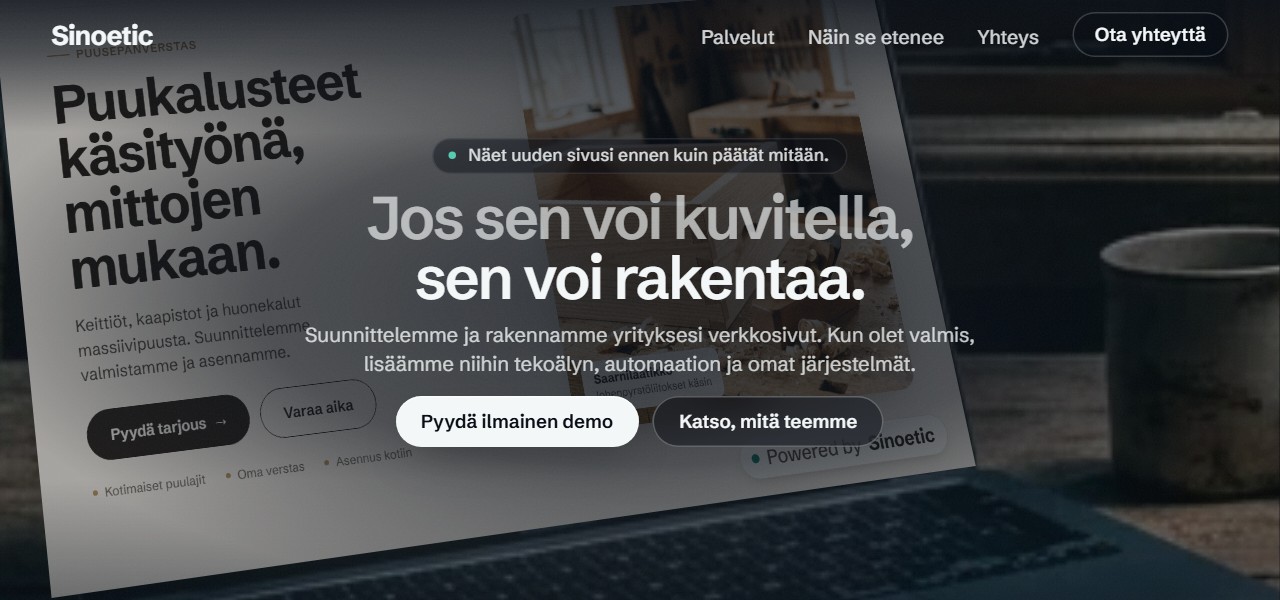 Sinoetic
Palvelut
Näin se etenee
Yhteys
Ota yhteyttä
PUUSEPÄNVERSTAS
Puukalusteet
käsityönä,
mittojen
mukaan.
Keittiöt, kaapistot ja huonekalut
massiivipuusta. Suunnittelemme,
valmistamme ja asennamme.
Pyydä tarjous →
Varaa aika
Kotimaiset puulajit
Oma verstas
Asennus kotiin
Näet uuden sivusi ennen kuin päätät mitään.
Jos sen voi kuvitella,
sen voi rakentaa.
Suunnittelemme ja rakennamme yrityksesi verkkosivut. Kun olet valmis,
lisäämme niihin tekoälyn, automaation ja omat järjestelmät.
Pyydä ilmainen demo
Katso, mitä teemme
Saarnilaatikko
käsin
Powered by Sinoetic